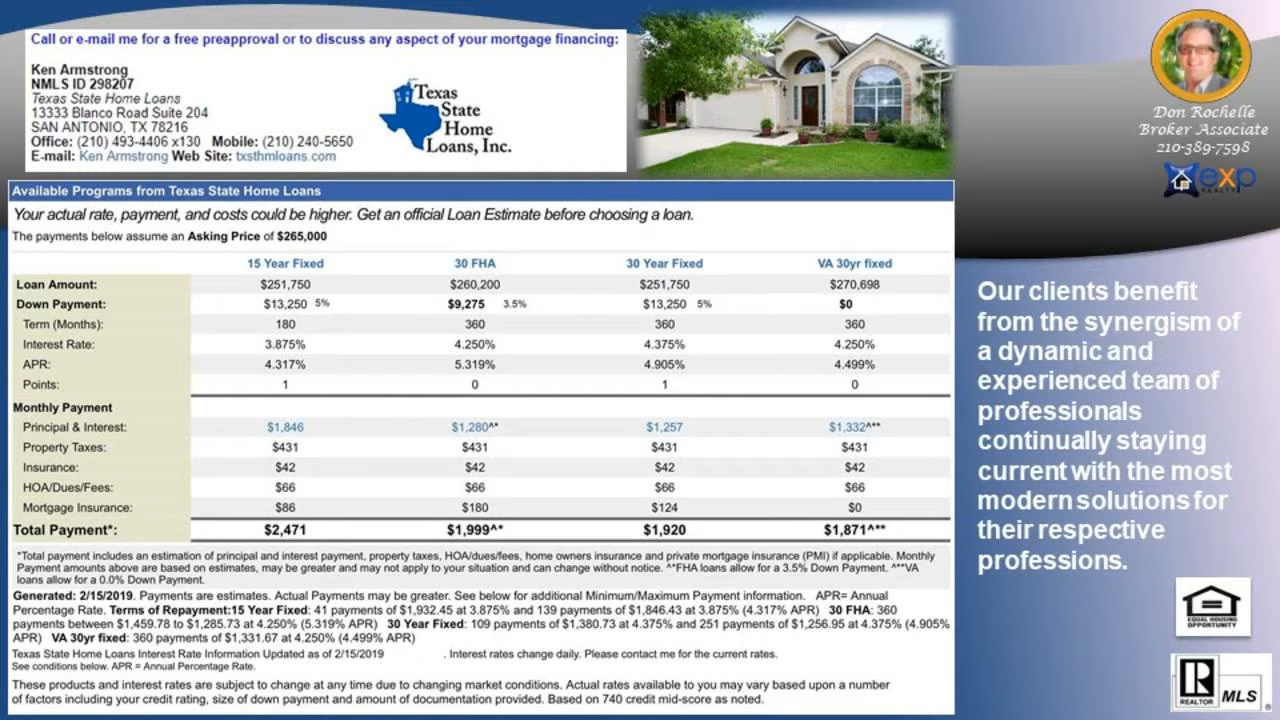 Call or e-mail me for a free preapproval or to discuss any aspect of your mortgage financing:
Ken Armstrong
NMLS ID 298207
Texas State Home Loans
13333 Blanco Road Suite 204
SAN ANTONIO, TX 78216
Office: (210) 493-4406 x130 Mobile: (210) 240-5650
E-mail: Ken Armstrong Web Site: txsthmloans.com
Texas
State
Home
Loans, Inc.
Don Rochelle
Broker Associate
210-389-7598
exp
REALTY
Available Programs from Texas State Home Loans
Your actual rate, payment, and costs could be higher. Get an official Loan Estimate before choosing a loan.
The payments below assume an Asking Price of $265,000
15 Year Fixed 30 FHA 30 Year Fixed VA 30yr fixed
Loan Amount: $251,750 $260,200 $251,750 $270,698
Down Payment: $13,250 5% $9,275 3.5% $13,250 5% $0
Term (Months): 180 360 360 360
Interest Rate: 3.875% 4.250% 4.375% 4.250%
APR: 4.317% 5.319% 4.905% 4.499%
Points: 1 0 1 0
Monthly Payment
Principal & Interest: $1,846 $1,280^* $1,257 $1,332^**
Property Taxes: $431 $431 $431 $431
Insurance: $42 $42 $42 $42
HOA/Dues/Fees: $66 $66 $66 $66
Mortgage Insurance: $86 $180 $124 $0
Total Payment*: $2,471 $1,999^* $1,920 $1,871^**
*Total payment includes an estimation of principal and interest payment, property taxes, HOA/dues/fees, home owners insurance and private mortgage insurance (PMI) if applicable. Monthly
Payment amounts above are based on estimates, may be greater and may not apply to your situation and can change without notice. ^*FHA loans allow for a 3.5% Down Payment. ^**VA
loans allow for a 0.0% Down Payment.
Generated: 2/15/2019. Payments are estimates. Actual Payments may be greater. See below for additional Minimum/Maximum Payment information. APR= Annual
Percentage Rate. Terms of Repayment:15 Year Fixed: 41 payments of $1,932.45 at 3.875% and 139 payments of $1,846.43 at 3.875% (4.317% APR) 30 FHA: 360
payments between $1,459.78 to $1,285.73 at 4.250% (5.319% APR) 30 Year Fixed: 109 payments of $1,380.73 at 4.375% and 251 payments of $1,256.95 at 4.375% (4.905%
APR) VA 30yr fixed: 360 payments of $1,331.67 at 4.250% (4.499% APR)
Texas State Home Loans Interest Rate Information Updated as of 2/15/2019 . Interest rates change daily. Please contact me for the current rates.
See conditions below. APR = Annual Percentage Rate.
These products and interest rates are subject to change at any time due to changing market conditions. Actual rates available to you may vary based upon a number
of factors including your credit rating, size of down payment and amount of documentation provided. Based on 740 credit mid-score as noted.
Our clients benefit
from the synergism of
a dynamic and
experienced team of
professionals
continually staying
current with the most
modern solutions for
their respective
professions.
EQUAL HOUSING
OPPORTUNITY
R
REALTOR MLS ®